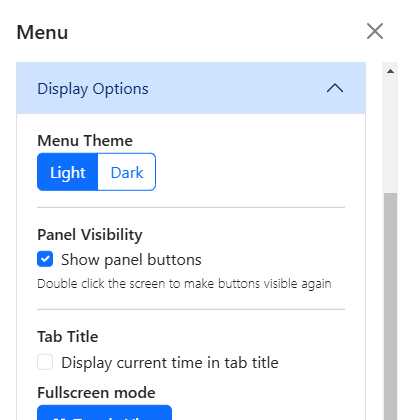 Menu
Display Options
Menu Theme
Light Dark
Panel Visibility
Show panel buttons
Double click the screen to make buttons visible again
Tab Title
Display current time in tab title
Fullscreen mode